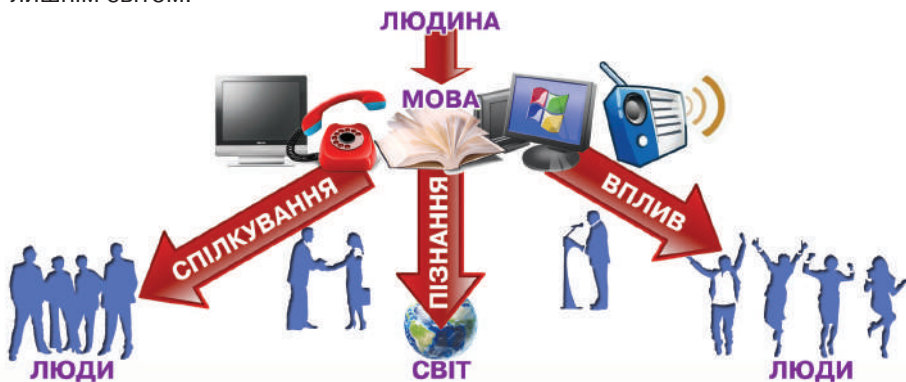 ЛЮДИНА
МОВА
СПІЛКУВАННЯ
ПІЗНАННЯ
ВПЛИВ
ЛЮДИ
СВІТ
ЛЮДИ